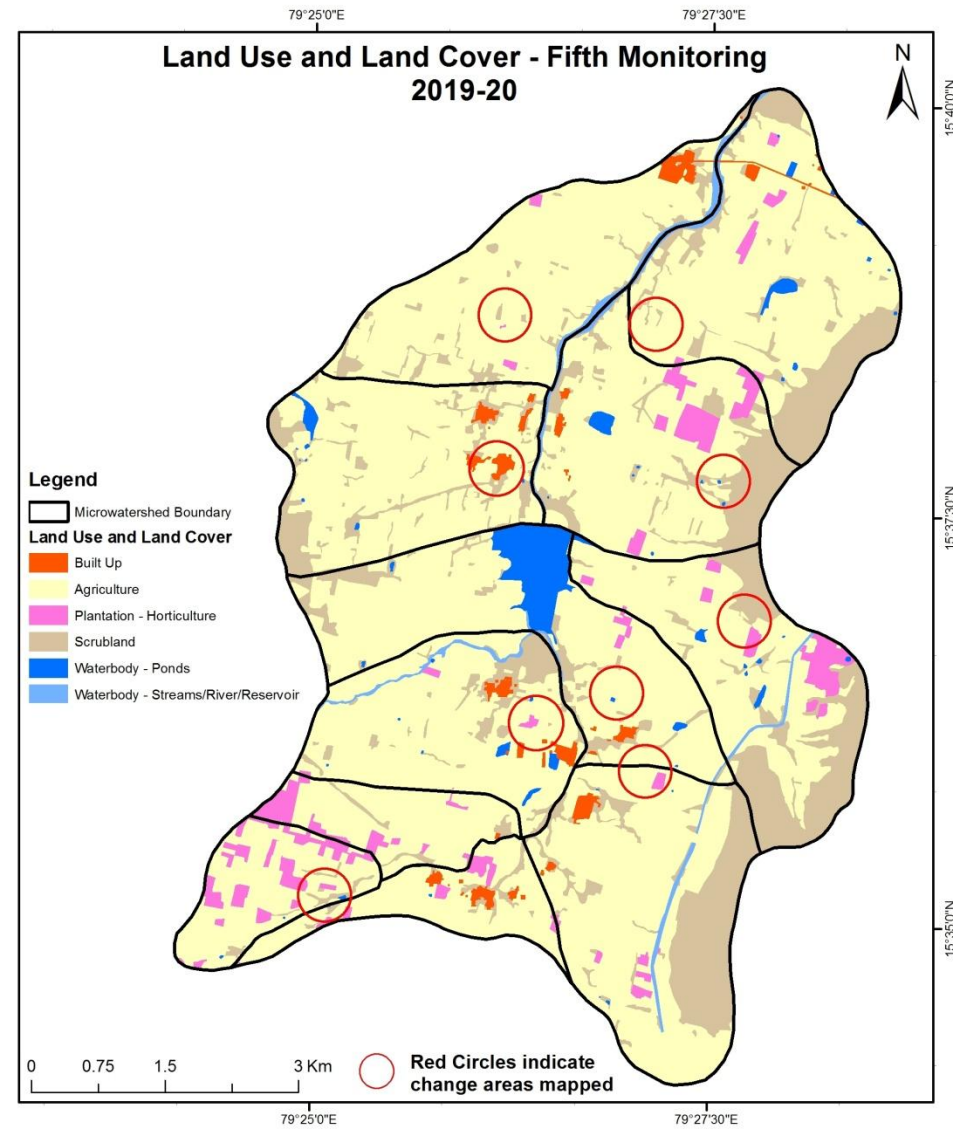 79°25'0"E
79°27'30"E
Land Use and Land Cover - Fifth Monitoring
2019-20
N
15°40'0"N
15°37'30"N
15°35'0"N
Legend
Microwatershed Boundary
Land Use and Land Cover
Built Up
Agriculture
Plantation - Horticulture
Scrubland
Waterbody - Ponds
Waterbody - Streams/River/Reservoir
0 0.75 1.5 3 Km
Red Circles indicate
change areas mapped
79°25'0"E
79°27'30"E